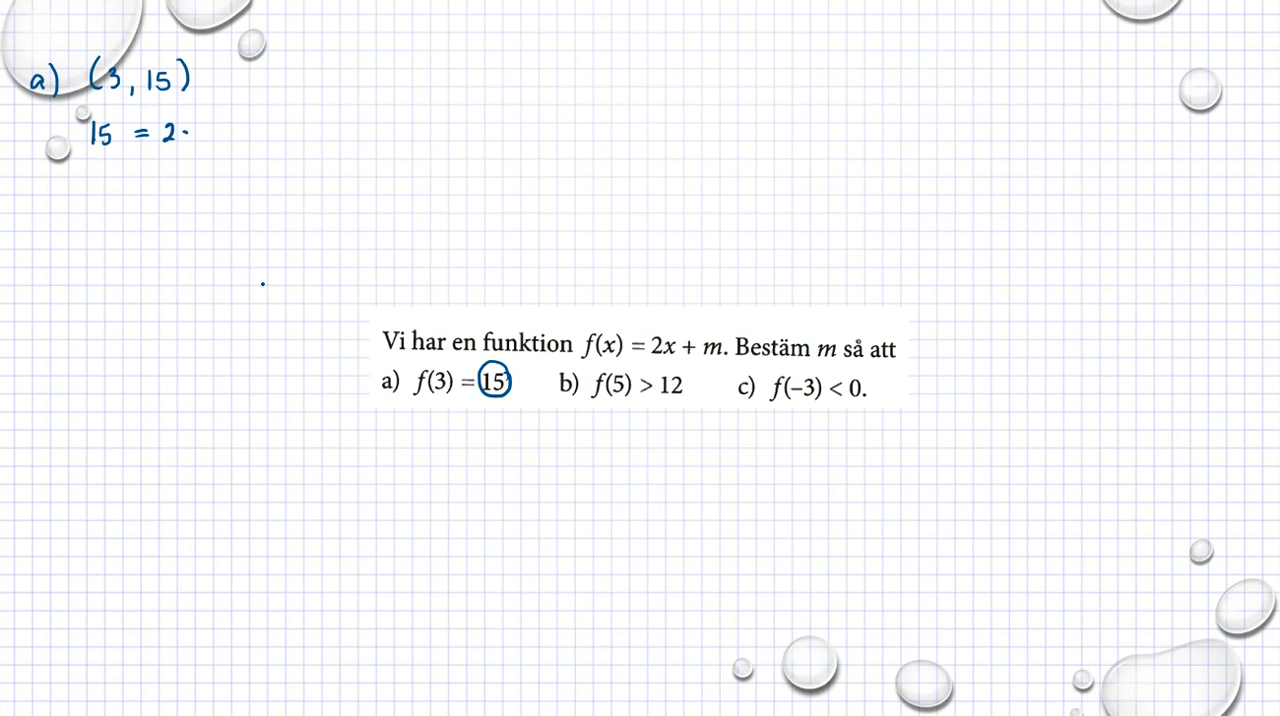 a) (3, 15)
15 = 2·
Vi har en funktion f(x) = 2x + m. Bestäm m så att
a) f(3) = 15 b) f(5) > 12 c) f(–3) < 0.